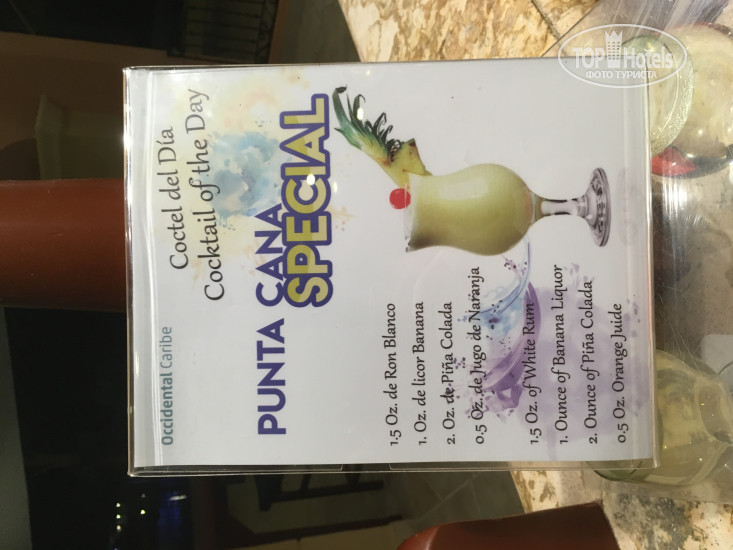 Occidental Caribe
Coctel del Día
Cocktail of the Day
PUNTA CANA
SPECIAL
1.5 Oz. de Ron Blanco
1. Oz. de licor Banana
2. Oz. de Piña Colada
0.5 Oz. de Jugo de Naranja
1.5 Oz. of White Rum
1. Ounce of Banana Liquor
2. Ounce of Piña Colada
0.5 Oz. Orange Juide
TOP Hotels
ФОТО ТУРИСТА